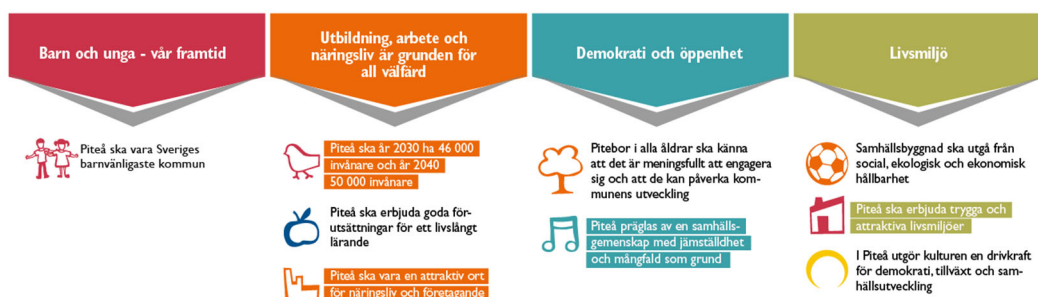 Barn och unga - vår framtid
Piteå ska vara Sveriges
barnvänligaste kommun
Utbildning, arbete och
näringsliv är grunden för
all välfärd
Piteå ska år 2030 ha 46 000
invånare och år 2040
50 000 invånare
Piteå ska erbjuda goda för-
utsättningar för ett livslångt
lärande
Piteå ska vara en attraktiv ort
för näringsliv och företagande
Demokrati och öppenhet
Pitebor i alla åldrar ska känna
att det är meningsfullt att engagera
sig och att de kan påverka kom-
munens utveckling
Piteå präglas av en samhälls-
gemenskap med jämställdhet
och mångfald som grund
Livsmiljö
Samhällsbyggnad ska utgå från
social, ekologisk och ekonomisk
hållbarhet
Piteå ska erbjuda trygga och
attraktiva livsmiljöer
I Piteå utgör kulturen en drivkraft
för demokrati, tillväxt och sam-
hällsutveckling